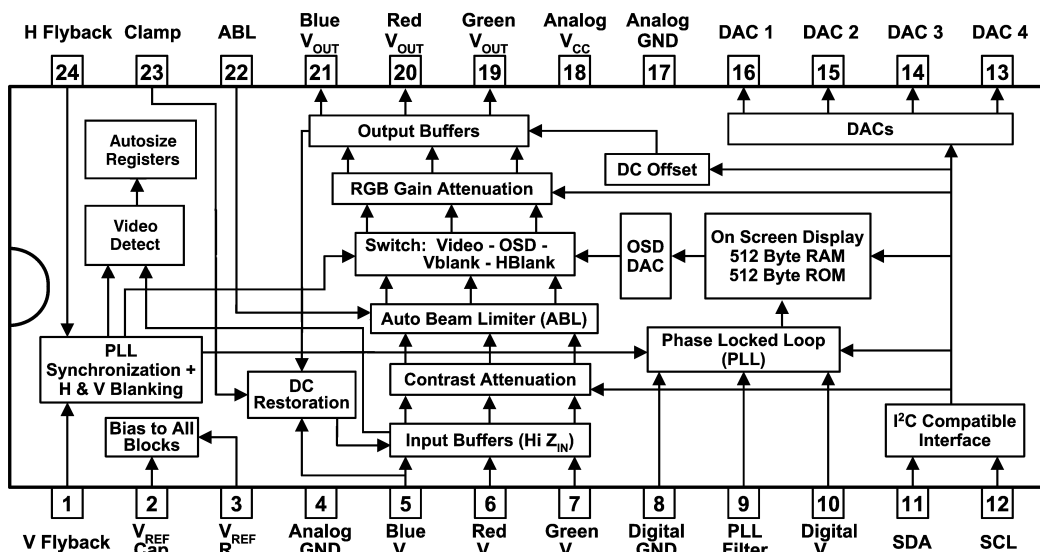 H Flyback Clamp ABL Blue VOUT Red VOUT Green VOUT Analog VCC Analog GND DAC 1 DAC 2 DAC 3 DAC 4
24 23 22 21 20 19 18 17 16 15 14 13
Output Buffers
DACs
Autosize Registers
DC Offset
RGB Gain Attenuation
Video Detect
Switch: Video - OSD -
Vblank - HBlank
OSD DAC
On Screen Display
512 Byte RAM
512 Byte ROM
Auto Beam Limiter (ABL)
PLL
Synchronization +
H & V Blanking
Phase Locked Loop
(PLL)
DC
Restoration
Contrast Attenuation
Bias to All
Blocks
Input Buffers (Hi ZIN)
I2C Compatible
Interface
1 2 3 4 5 6 7 8 9 10 11 12
V Flyback VREF Cap VREF R Analog GND Blue V Red V Green V Digital GND PLL Filter Digital V SDA SCL